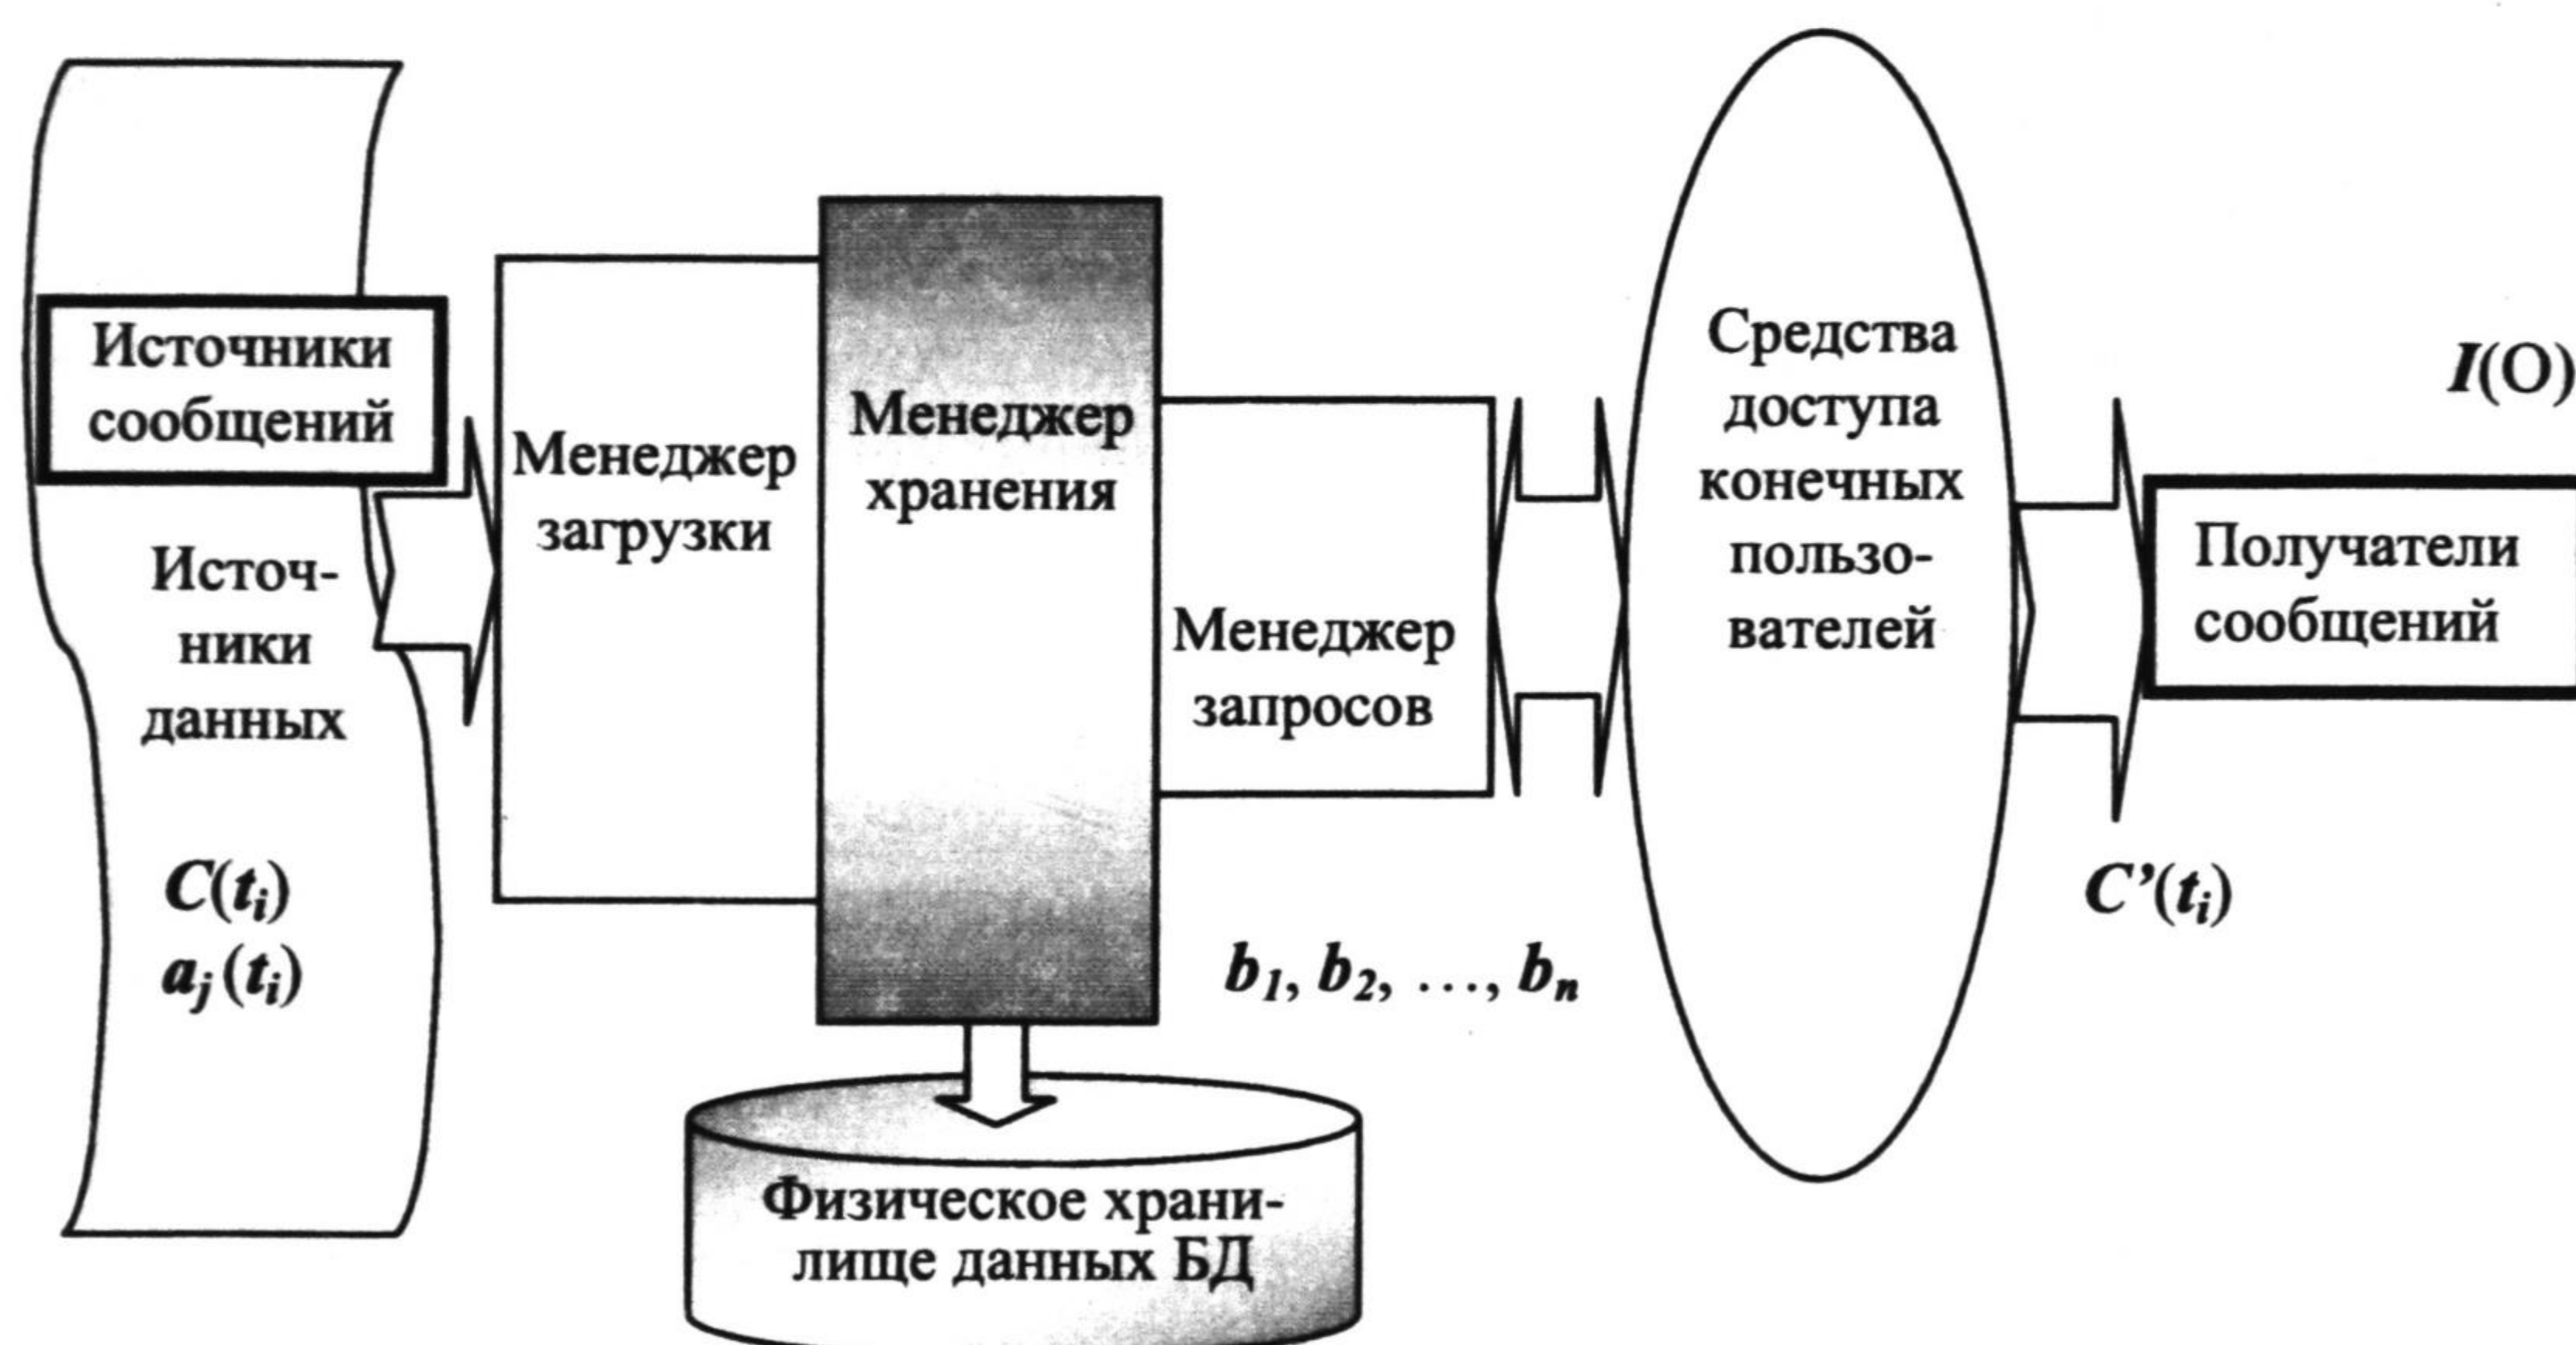 Источники
сообщений
Источ-
ники
данных
C(tᵢ)
aⱼ (tᵢ)
Менеджер
загрузки
Менеджер
хранения
Менеджер
запросов
b₁, b₂, …, bₙ
Физическое храни-
лище данных БД
Средства
доступа
конечных
пользо-
вателей
I(O)
Получатели
сообщений
C’(tᵢ)